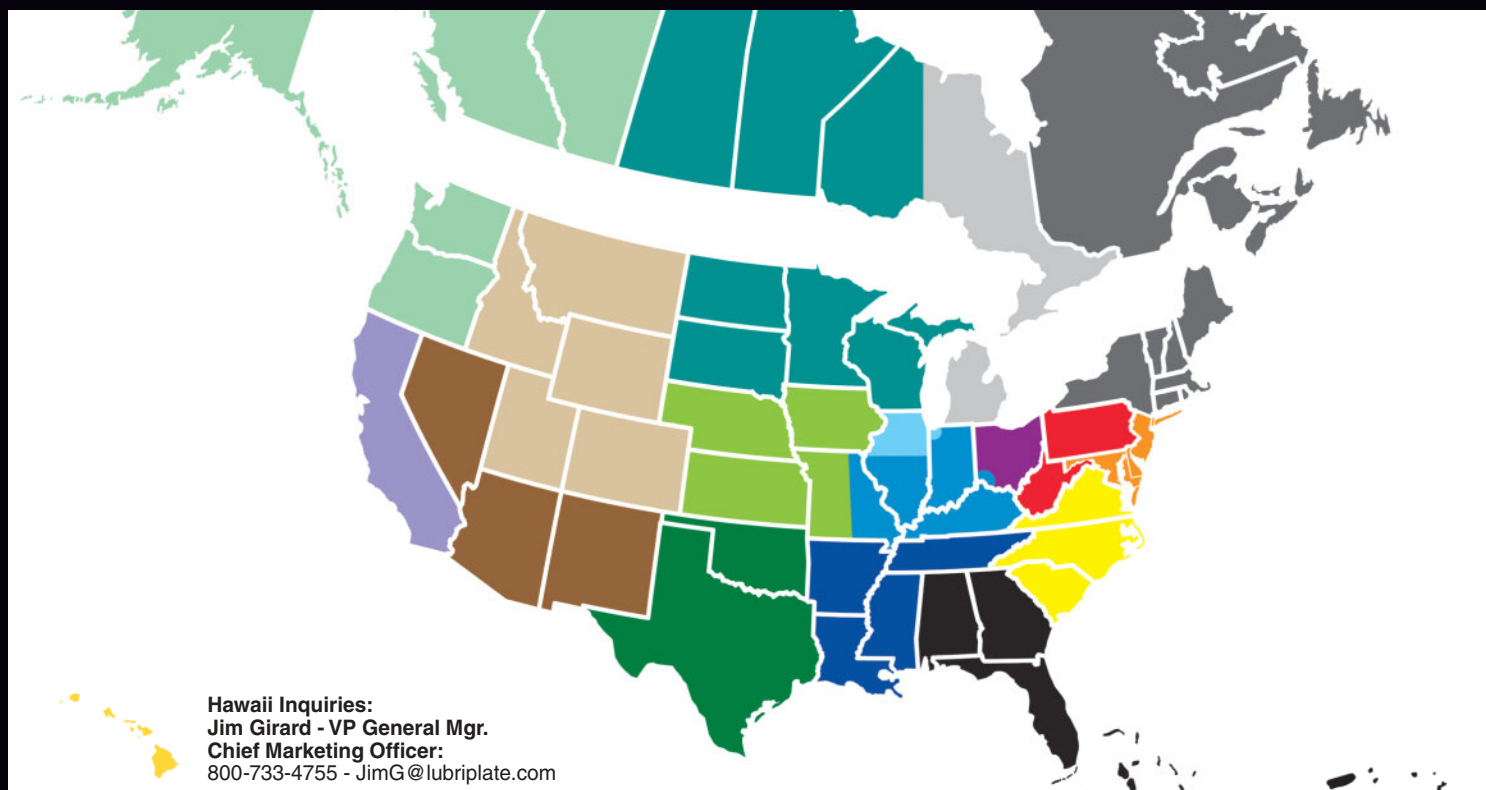 Hawaii Inquiries:
Jim Girard - VP General Mgr.
Chief Marketing Officer:
800-733-4755 - JimG@lubriplate.com